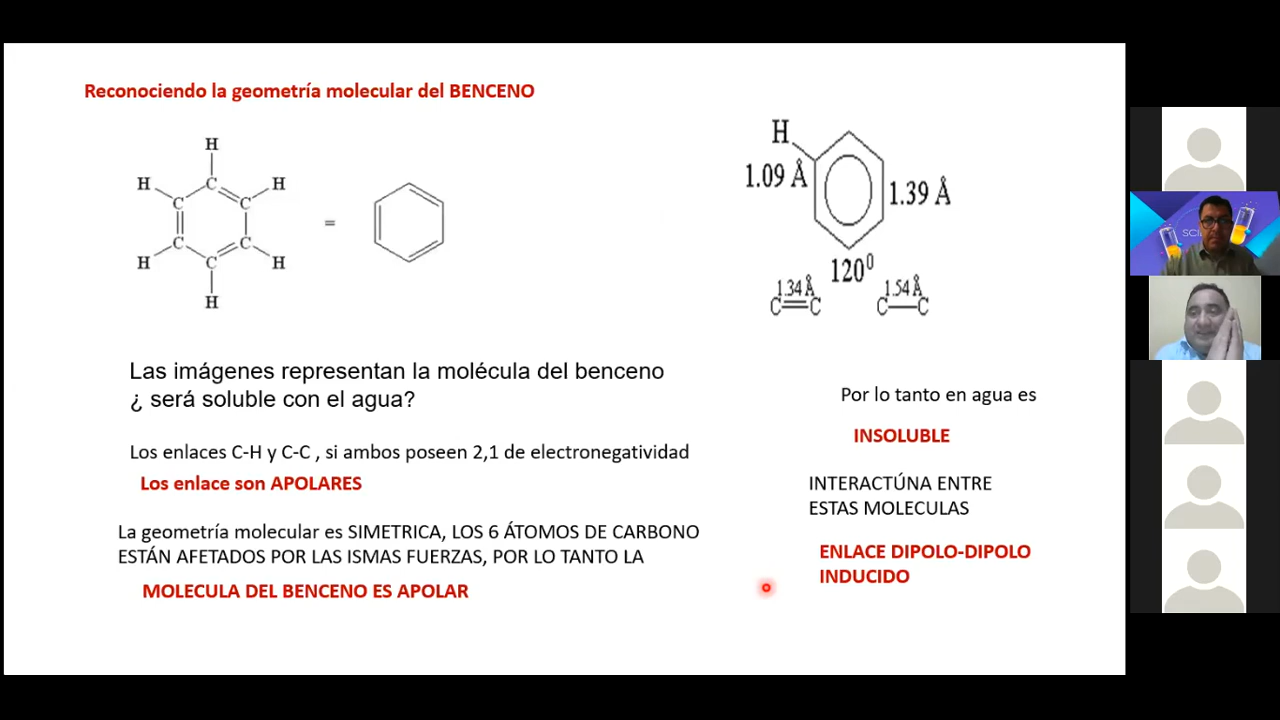 Reconociendo la geometría molecular del BENCENO
H
H
H
C
C
C
C
C
C
H
H
H
=
H
1.09 Å
1.39 Å
120⁰
1.34 Å
C=C
1.54 Å
C—C
Las imágenes representan la molécula del benceno
¿ será soluble con el agua?
Los enlaces C-H y C-C , si ambos poseen 2,1 de electronegatividad
Los enlace son APOLARES
La geometría molecular es SIMETRICA, LOS 6 ÁTOMOS DE CARBONO
ESTÁN AFETADOS POR LAS ISMAS FUERZAS, POR LO TANTO LA
MOLECULA DEL BENCENO ES APOLAR
Por lo tanto en agua es
INSOLUBLE
INTERACTÚNA ENTRE
ESTAS MOLECULAS
ENLACE DIPOLO-DIPOLO
INDUCIDO